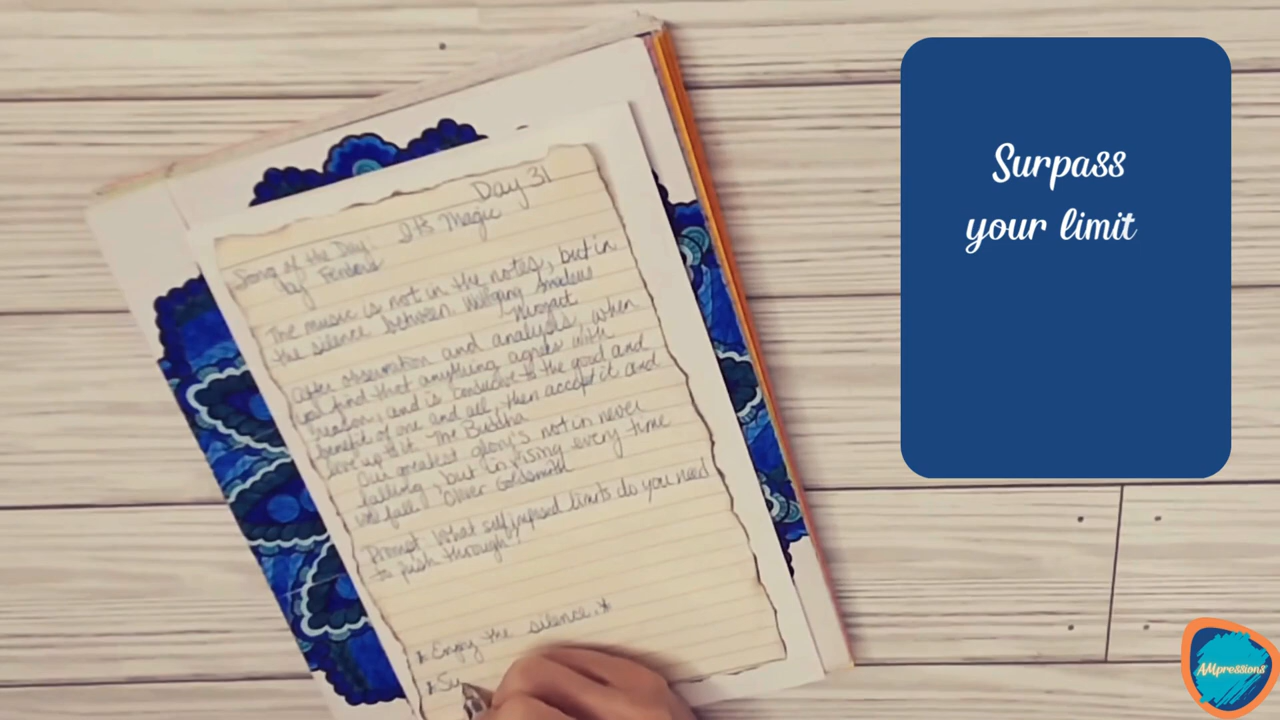 Day 31
Song of the Day: It's Magic
by
The music is not in the notes, but in
the silence between. Wolfgang Amadeus
Mozart
After observation and analysis, when
you find that anything agrees with
reason, and is conducive to the good and
benefit of one and all, then accept it and
live up to it. The Buddha
Our greatest glory is not in never
falling, but in rising every time
we fall. Oliver Goldsmith
Prompt What self imposed limits do you need
to push through?
* Enjoy the silence.*
* Su
Surpass
your limit
AMpressions